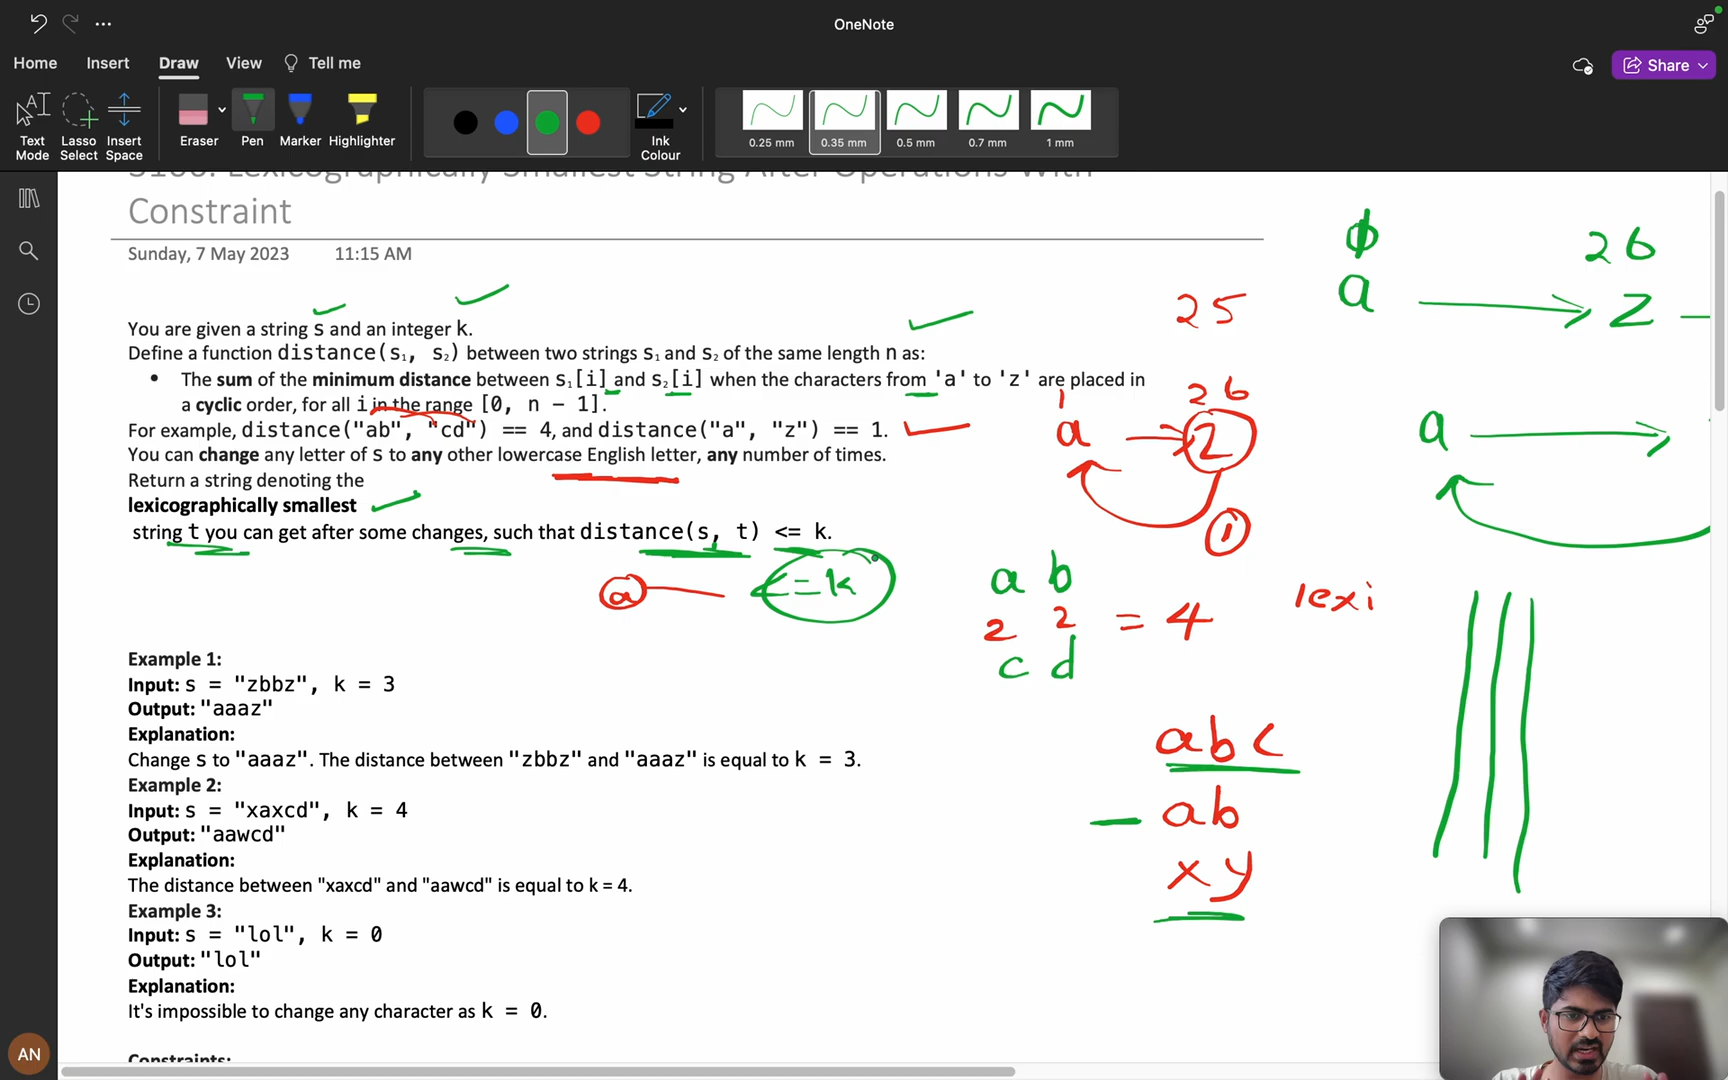 OneNote
Home Insert Draw View Tell me
Share
Text Mode
Lasso Select
Insert Space
Eraser
Pen
Marker
Highlighter
Ink Colour
0.25 mm
0.35 mm
0.5 mm
0.7 mm
1 mm
Lexicographically Smallest String After Operations With
Constraint
Sunday, 7 May 2023 11:15 AM
You are given a string s and an integer k.
Define a function distance(s₁, s₂) between two strings s₁ and s₂ of the same length n as:
• The sum of the minimum distance between s₁[i] and s₂[i] when the characters from 'a' to 'z' are placed in
a cyclic order, for all i in the range [0, n − 1].
For example, distance("ab", "cd") == 4, and distance("a", "z") == 1.
You can change any letter of s to any other lowercase English letter, any number of times.
Return a string denoting the
lexicographically smallest
string t you can get after some changes, such that distance(s, t) <= k.
a
<= k
Example 1:
Input: s = "zbbz", k = 3
Output: "aaaz"
Explanation:
Change s to "aaaz". The distance between "zbbz" and "aaaz" is equal to k = 3.
Example 2:
Input: s = "xaxcd", k = 4
Output: "aawcd"
Explanation:
The distance between "xaxcd" and "aawcd" is equal to k = 4.
Example 3:
Input: s = "lol", k = 0
Output: "lol"
Explanation:
It's impossible to change any character as k = 0.
Constraints:
25
1 26
a z
1
a b
2 2 = 4
c d
lexi
abc
ab
xy
26
a z
a
AN